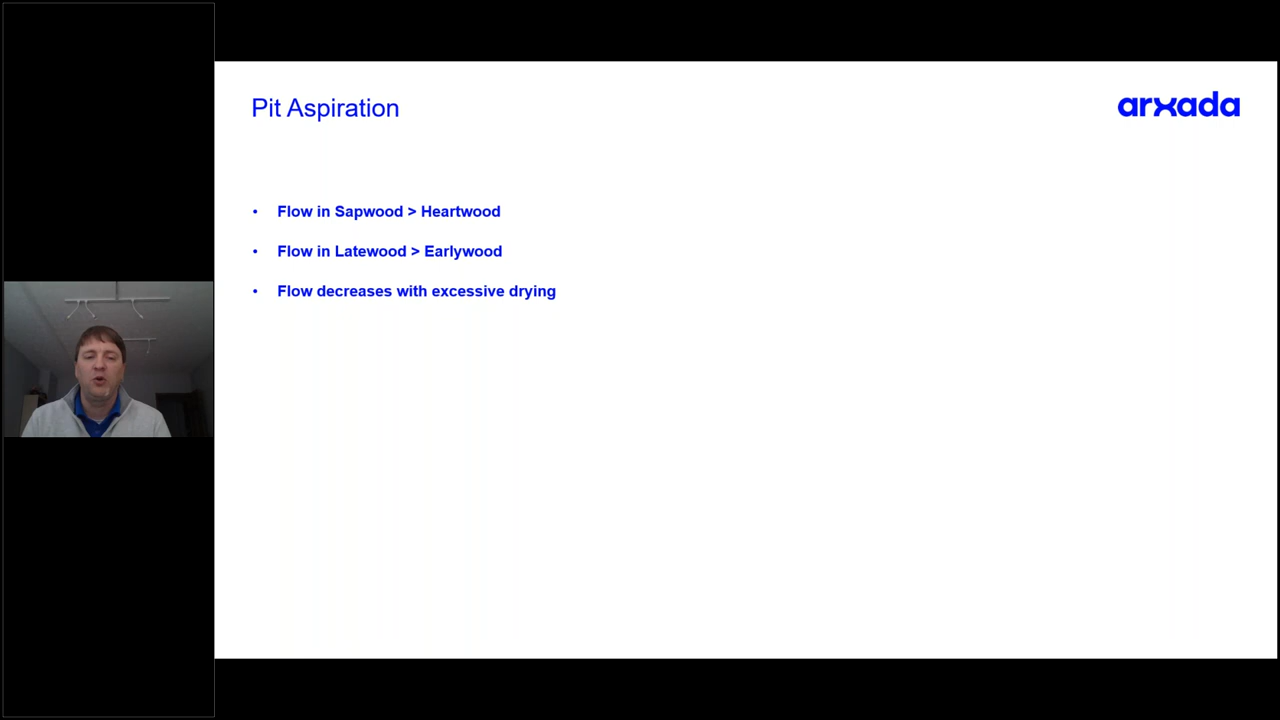 Pit Aspiration
arxada
• Flow in Sapwood > Heartwood
• Flow in Latewood > Earlywood
• Flow decreases with excessive drying